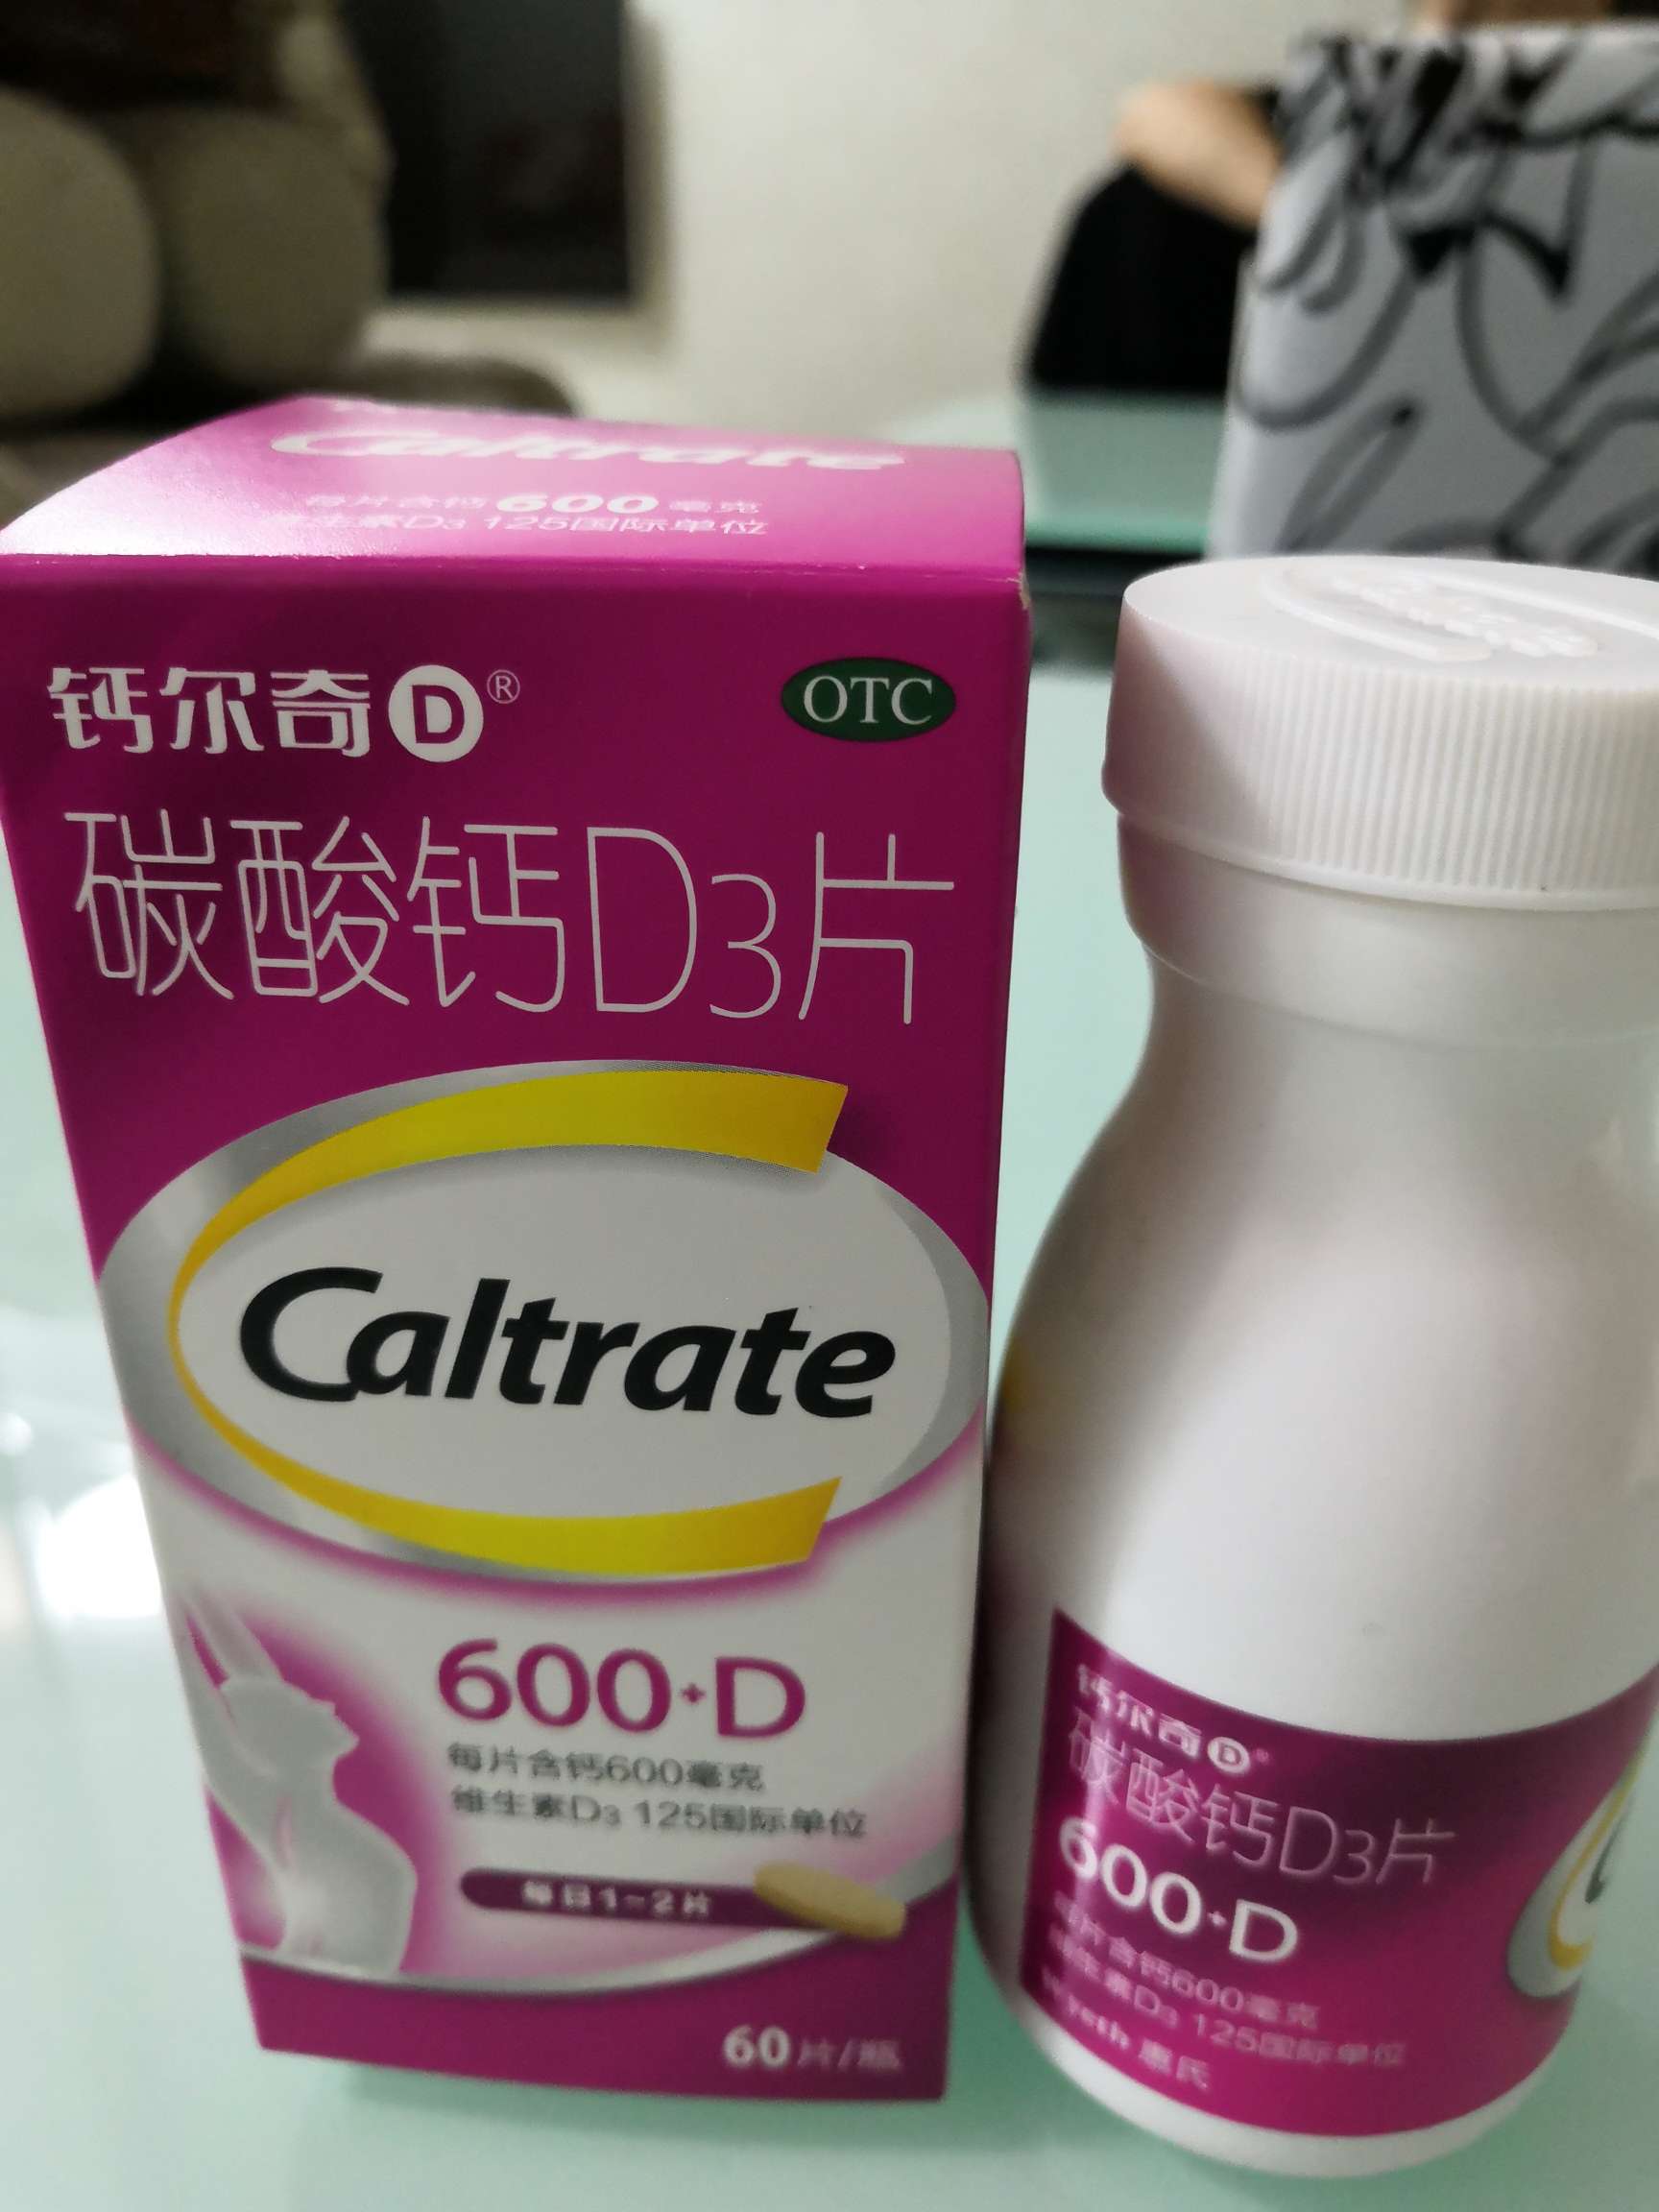 Caltrate
每片含钙600毫克
维生素D3 125国际单位
钙尔奇D®
OTC
碳酸钙D3片
Caltrate
600+D
每片含钙600毫克
维生素D3 125国际单位
每日1~2片
60片/瓶
钙尔奇D®
碳酸钙D3片
600+D
每片含钙600毫克
维生素D3 125国际单位
Wyeth 惠氏